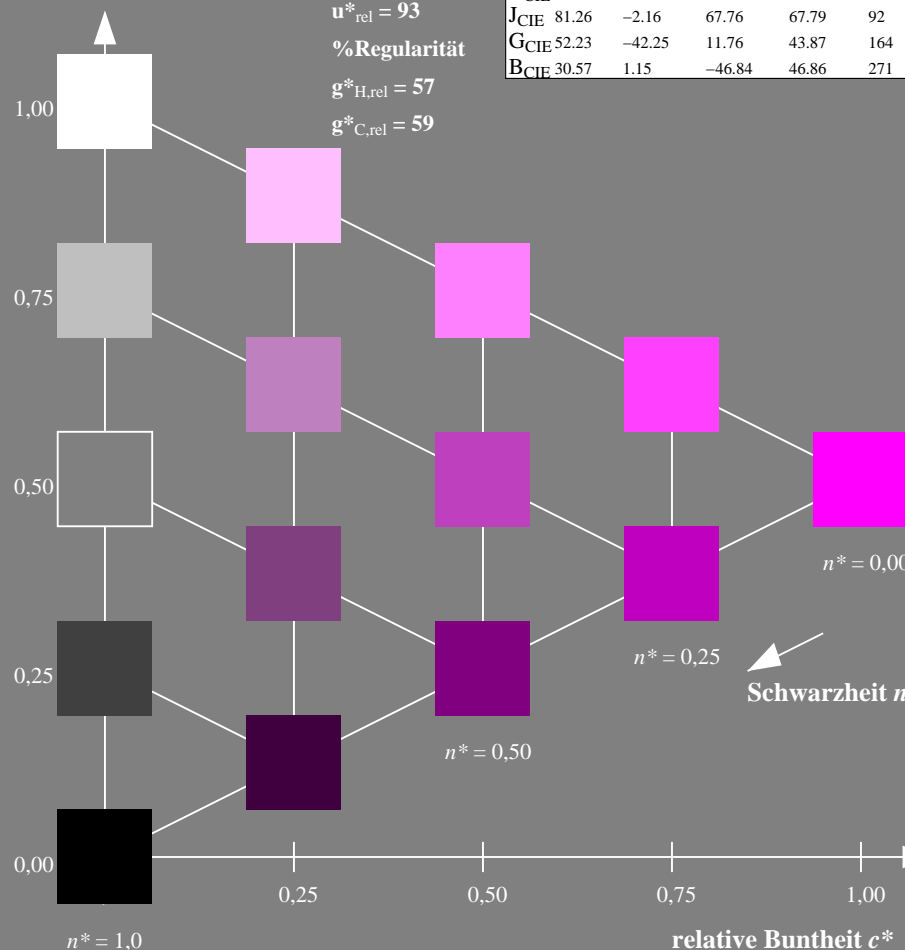 u*rel = 93
%Regularität
g*H,rel = 57
g*C,rel = 59
JCIE 81.26 −2.16 67.76 67.79 92
GCIE 52.23 −42.25 11.76 43.87 164
BCIE 30.57 1.15 −46.84 46.86 271
1,00
0,75
0,50
n* = 0,00
0,25
n* = 0,25
Schwarzheit n
n* = 0,50
0,00
0,25 0,50 0,75 1,00
n* = 1,0
relative Buntheit c*